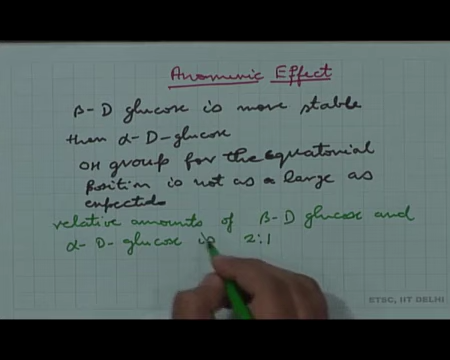 Anomeric Effect
β-D glucose is more stable
then α-D-glucose
OH group for the equatorial
Position is not as a large as
expected
relative amounts of β-D glucose and
α-D-glucose is 2:1
ETSC, IIT DELHI